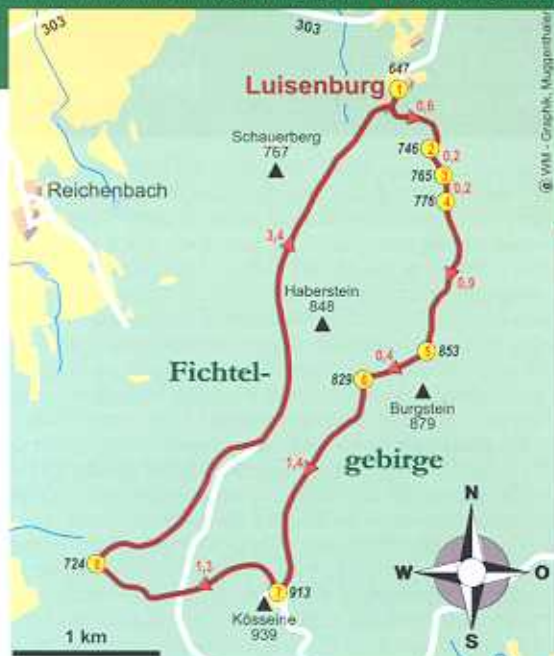 303
303
647
1
Luisenburg
0,6
Schauerberg
767
746
2
0,2
765
3
0,2
776
4
Reichenbach
3,4
0,9
Haberstein
848
5
853
0,4
Fichtel-
829
6
Burgstein
879
1,4
gebirge
N
724
8
1,3
7
913
W
O
Kösseine
939
S
1 km
@ WM - Graphik, Muggenthaler